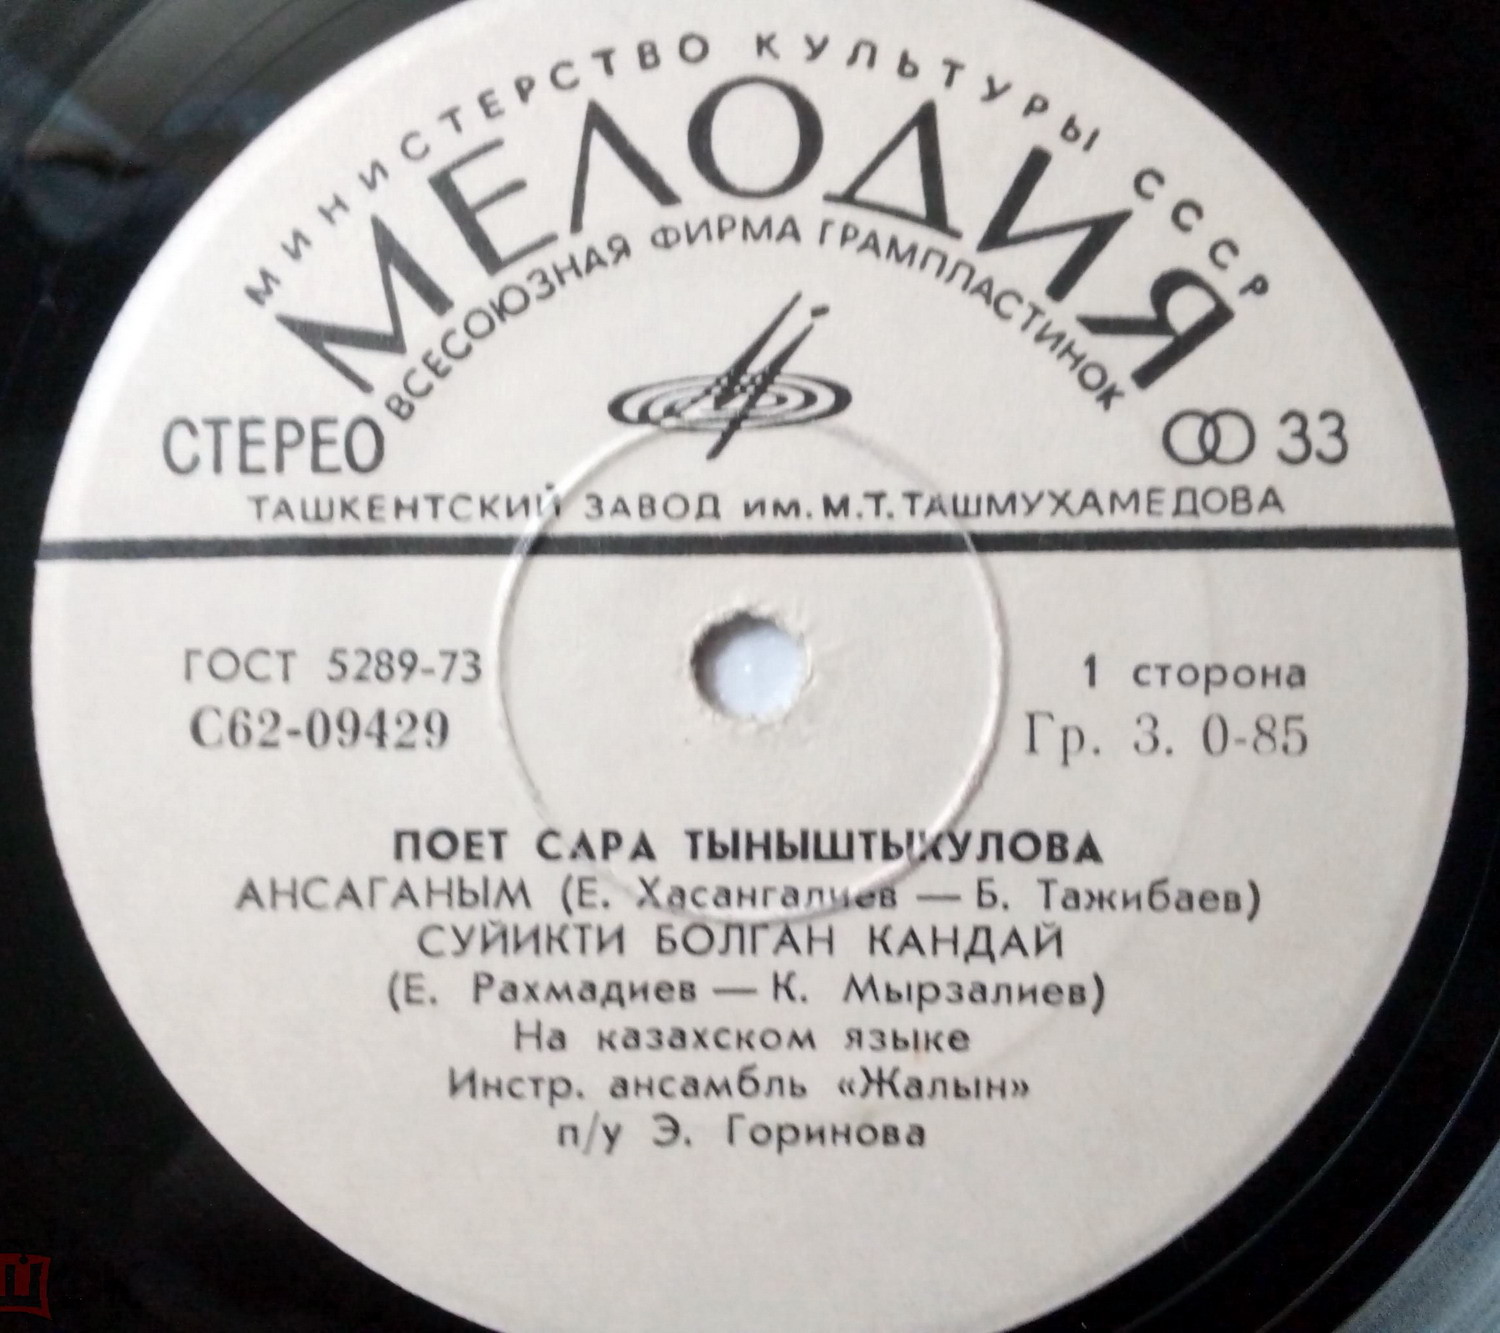 МИНИСТЕРСТВО КУЛЬТУРЫ СССР
МЕЛОДИЯ
ВСЕСОЮЗНАЯ ФИРМА ГРАМПЛАСТИНОК
СТЕРЕО 33
ТАШКЕНТСКИЙ ЗАВОД им. М.Т. ТАШМУХАМЕДОВА
ГОСТ 5289-73 1 сторона
С62-09429 Гр. 3. 0-85
ПОЕТ САРА ТЫНЫШТЫКУЛОВА
АНСАГАНЫМ (Е. Хасангалиев — Б. Тажибаев)
СУЙИКТИ БОЛГАН КАНДАЙ
(Е. Рахмадиев — К. Мырзалиев)
На казахском языке
Инстр. ансамбль «Жалын»
п/у Э. Горинова